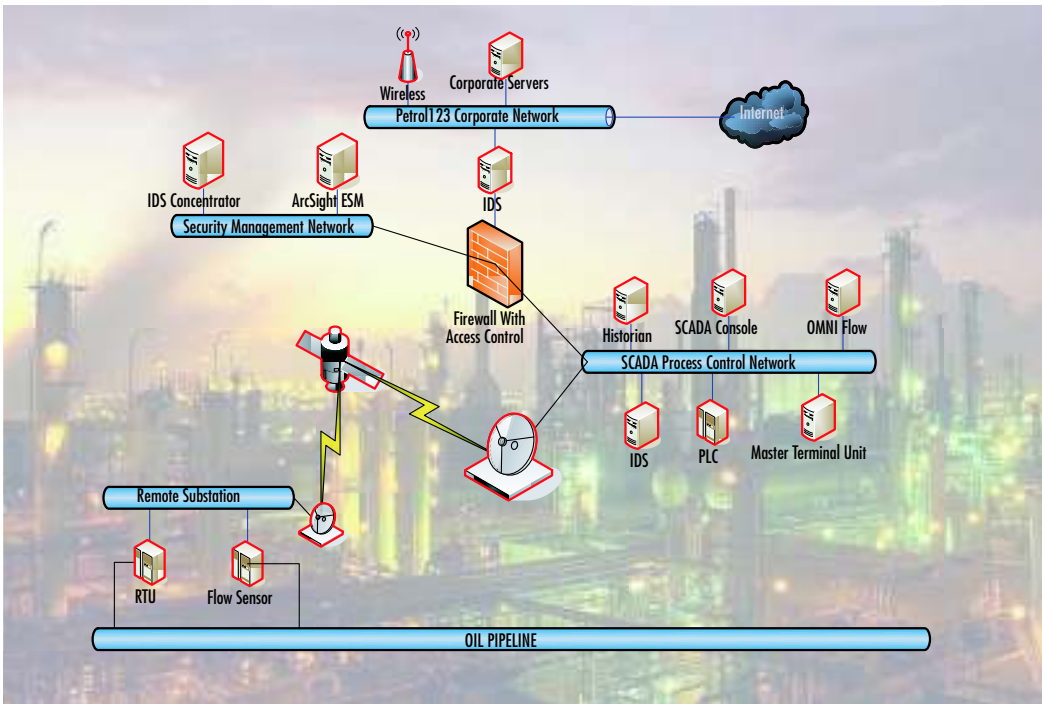 Wireless
Corporate Servers
Petrol123 Corporate Network
Internet
IDS Concentrator
ArcSight ESM
IDS
Security Management Network
Firewall With
Access Control
Historian
SCADA Console
OMNI Flow
SCADA Process Control Network
IDS
PLC
Master Terminal Unit
Remote Substation
RTU
Flow Sensor
OIL PIPELINE